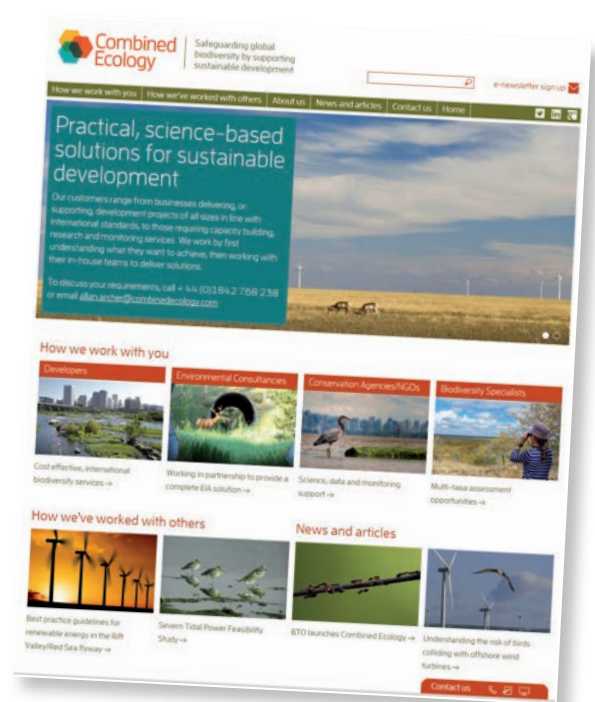 Combined
Ecology
Safeguarding global
biodiversity by supporting
sustainable development
e-newsletter sign up
How we work with you
How we've worked with others
About us
News and articles
Contact us
Home
Practical, science-based
solutions for sustainable
development
Our customers range from businesses delivering, or
supporting, development projects of all sizes in line with
international standards, to those requiring capacity building,
research and monitoring services. We work by first
understanding what they want to achieve, then working with
their in-house teams to deliver solutions.
To discuss your requirements, call + 44 (0)1842 768 238
or email allan.archer@combinedecology.com
How we work with you
Developers
Environmental Consultancies
Conservation Agencies/NGOs
Biodiversity Specialists
Cost effective, international
biodiversity services →
Working in partnership to provide a
complete EIA solution →
Science, data and monitoring
support →
Multi-taxa assessment
opportunities →
How we've worked with others
News and articles
Best practice guidelines for
renewable energy in the Rift
Valley/Red Sea flyway →
Severn Tidal Power Feasibility
Study →
BTO launches Combined Ecology →
Understanding the risk of birds
colliding with offshore wind
turbines →
Contact us